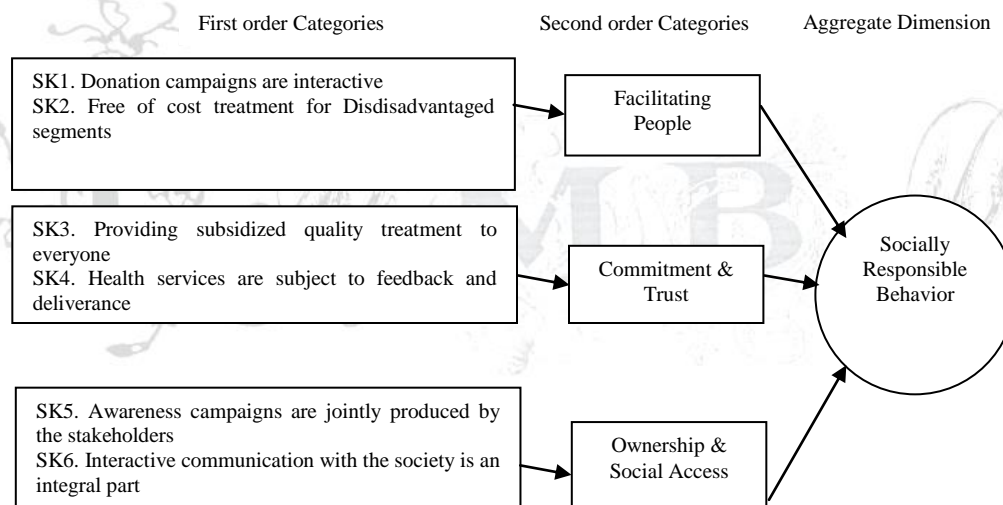 First order Categories
Second order Categories
Aggregate Dimension
SK1. Donation campaigns are interactive
SK2. Free of cost treatment for Disdisadvantaged
segments
Facilitating
People
SK3. Providing subsidized quality treatment to
everyone
SK4. Health services are subject to feedback and
deliverance
Commitment &
Trust
Socially
Responsible
Behavior
SK5. Awareness campaigns are jointly produced by
the stakeholders
SK6. Interactive communication with the society is an
integral part
Ownership &
Social Access